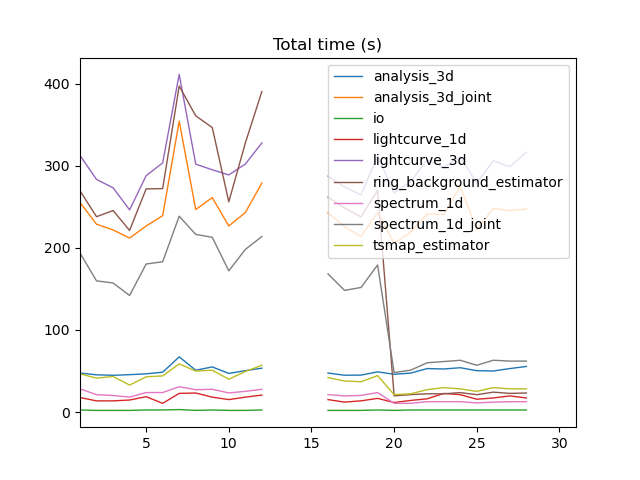 Total time (s)
400
300
200
100
0
5
10
15
20
25
30
analysis_3d
analysis_3d_joint
io
lightcurve_1d
lightcurve_3d
ring_background_estimator
spectrum_1d
spectrum_1d_joint
tsmap_estimator